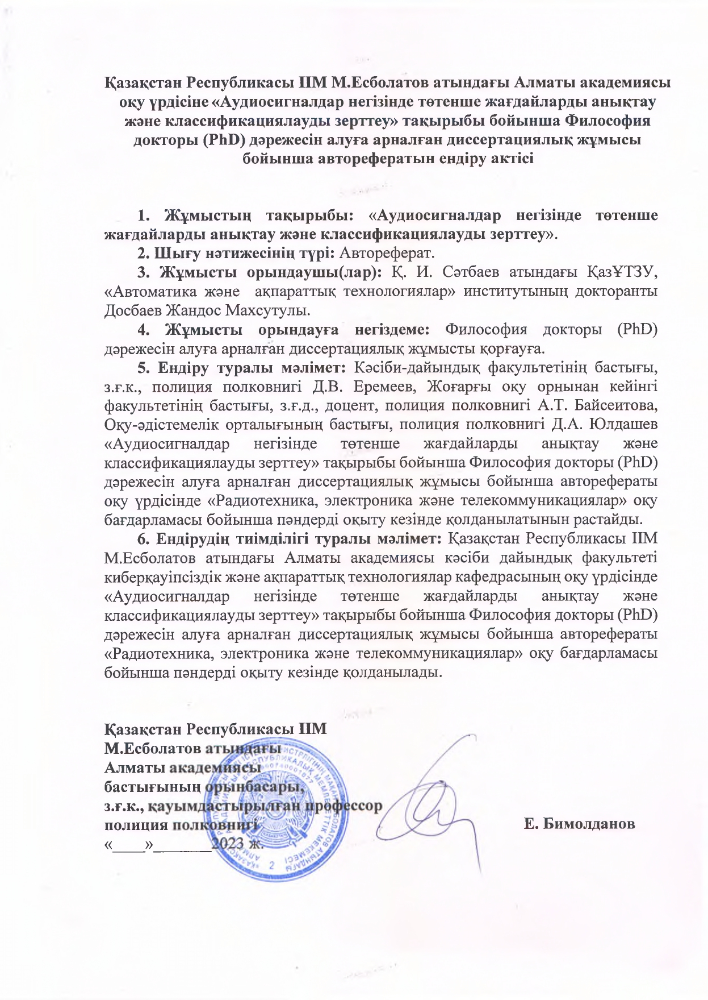 Қазақстан Республикасы ІІМ М.Есболатов атындағы Алматы академиясы
оқу үрдісіне «Аудиосигналдар негізінде төтенше жағдайларды анықтау
және классификациялауды зерттеу» тақырыбы бойынша Философия
докторы (PhD) дәрежесін алуға арналған диссертациялық жұмысы
бойынша авторефератын ендіру актісі
1. Жұмыстың тақырыбы: «Аудиосигналдар негізінде төтенше
жағдайларды анықтау және классификациялауды зерттеу».
2. Шығу нәтижесінің түрі: Автореферат.
3. Жұмысты орындаушы(лар): Қ. И. Сәтбаев атындағы ҚазҰТЗУ,
«Автоматика және ақпараттық технологиялар» институтының докторанты
Досбаев Жандос Махсутулы.
4. Жұмысты орындауға негіздеме: Философия докторы (PhD)
дәрежесін алуға арналған диссертациялық жұмысты қорғауға.
5. Ендіру туралы мәлімет: Кәсіби-дайындық факультетінің бастығы,
з.ғ.к., полиция полковнигі Д.В. Еремеев, Жоғарғы оқу орнынан кейінгі
факультетінің бастығы, з.ғ.д., доцент, полиция полковнигі А.Т. Байсеитова,
Оқу-әдістемелік орталығының бастығы, полиция полковнигі Д.А. Юлдашев
«Аудиосигналдар негізінде төтенше жағдайларды анықтау және
классификациялауды зерттеу» тақырыбы бойынша Философия докторы (PhD)
дәрежесін алуға арналған диссертациялық жұмысы бойынша авторефераты
оқу үрдісінде «Радиотехника, электроника және телекоммуникациялар» оқу
бағдарламасы бойынша пәндерді оқыту кезінде қолданылатынын растайды.
6. Ендірудің тиімділігі туралы мәлімет: Қазақстан Республикасы ІІМ
М.Есболатов атындағы Алматы академиясы кәсіби дайындық факультеті
киберқауіпсіздік және ақпараттық технологиялар кафедрасының оқу үрдісінде
«Аудиосигналдар негізінде төтенше жағдайларды анықтау және
классификациялауды зерттеу» тақырыбы бойынша Философия докторы (PhD)
дәрежесін алуға арналған диссертациялық жұмысы бойынша авторефераты
«Радиотехника, электроника және телекоммуникациялар» оқу бағдарламасы
бойынша пәндерді оқыту кезінде қолданылады.
Қазақстан Республикасы ІІМ
М.Есболатов атындағы
Алматы академиясы
бастығының орынбасары,
з.ғ.к., қауымдастырылған профессор
полиция полковнигі Е. Бимолданов
«____»_______2023 ж.